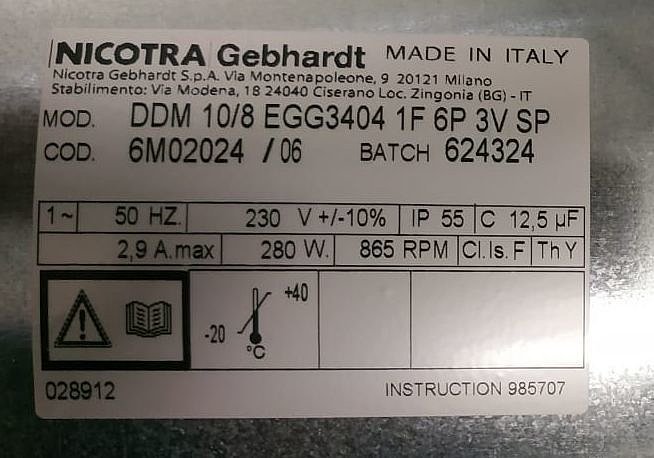 NICOTRA Gebhardt MADE IN ITALY
Nicotra Gebhardt S.p.A. Via Montenapoleone, 9 20121 Milano
Stabilimento: Via Modena, 18 24040 Ciserano Loc. Zingonia (BG) - IT
MOD. DDM 10/8 EGG3404 1F 6P 3V SP
COD. 6M02024 /06 BATCH 624324
1~ 50 HZ. 230 V +/-10% IP 55 C 12,5 µF
2,9 A.max 280 W. 865 RPM Cl.Is. F Th Y
+40
-20
°C
028912 INSTRUCTION 985707